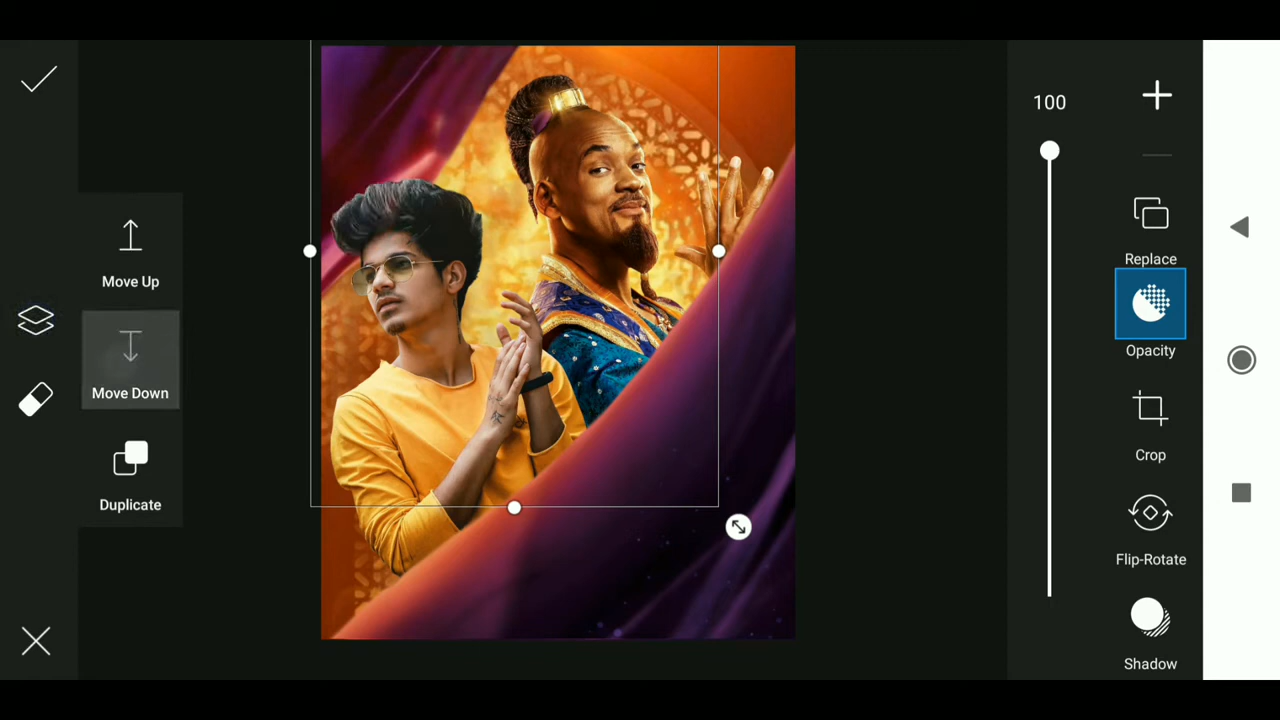 Move Up
Move Down
Duplicate
100
Replace
Opacity
Crop
Flip-Rotate
Shadow